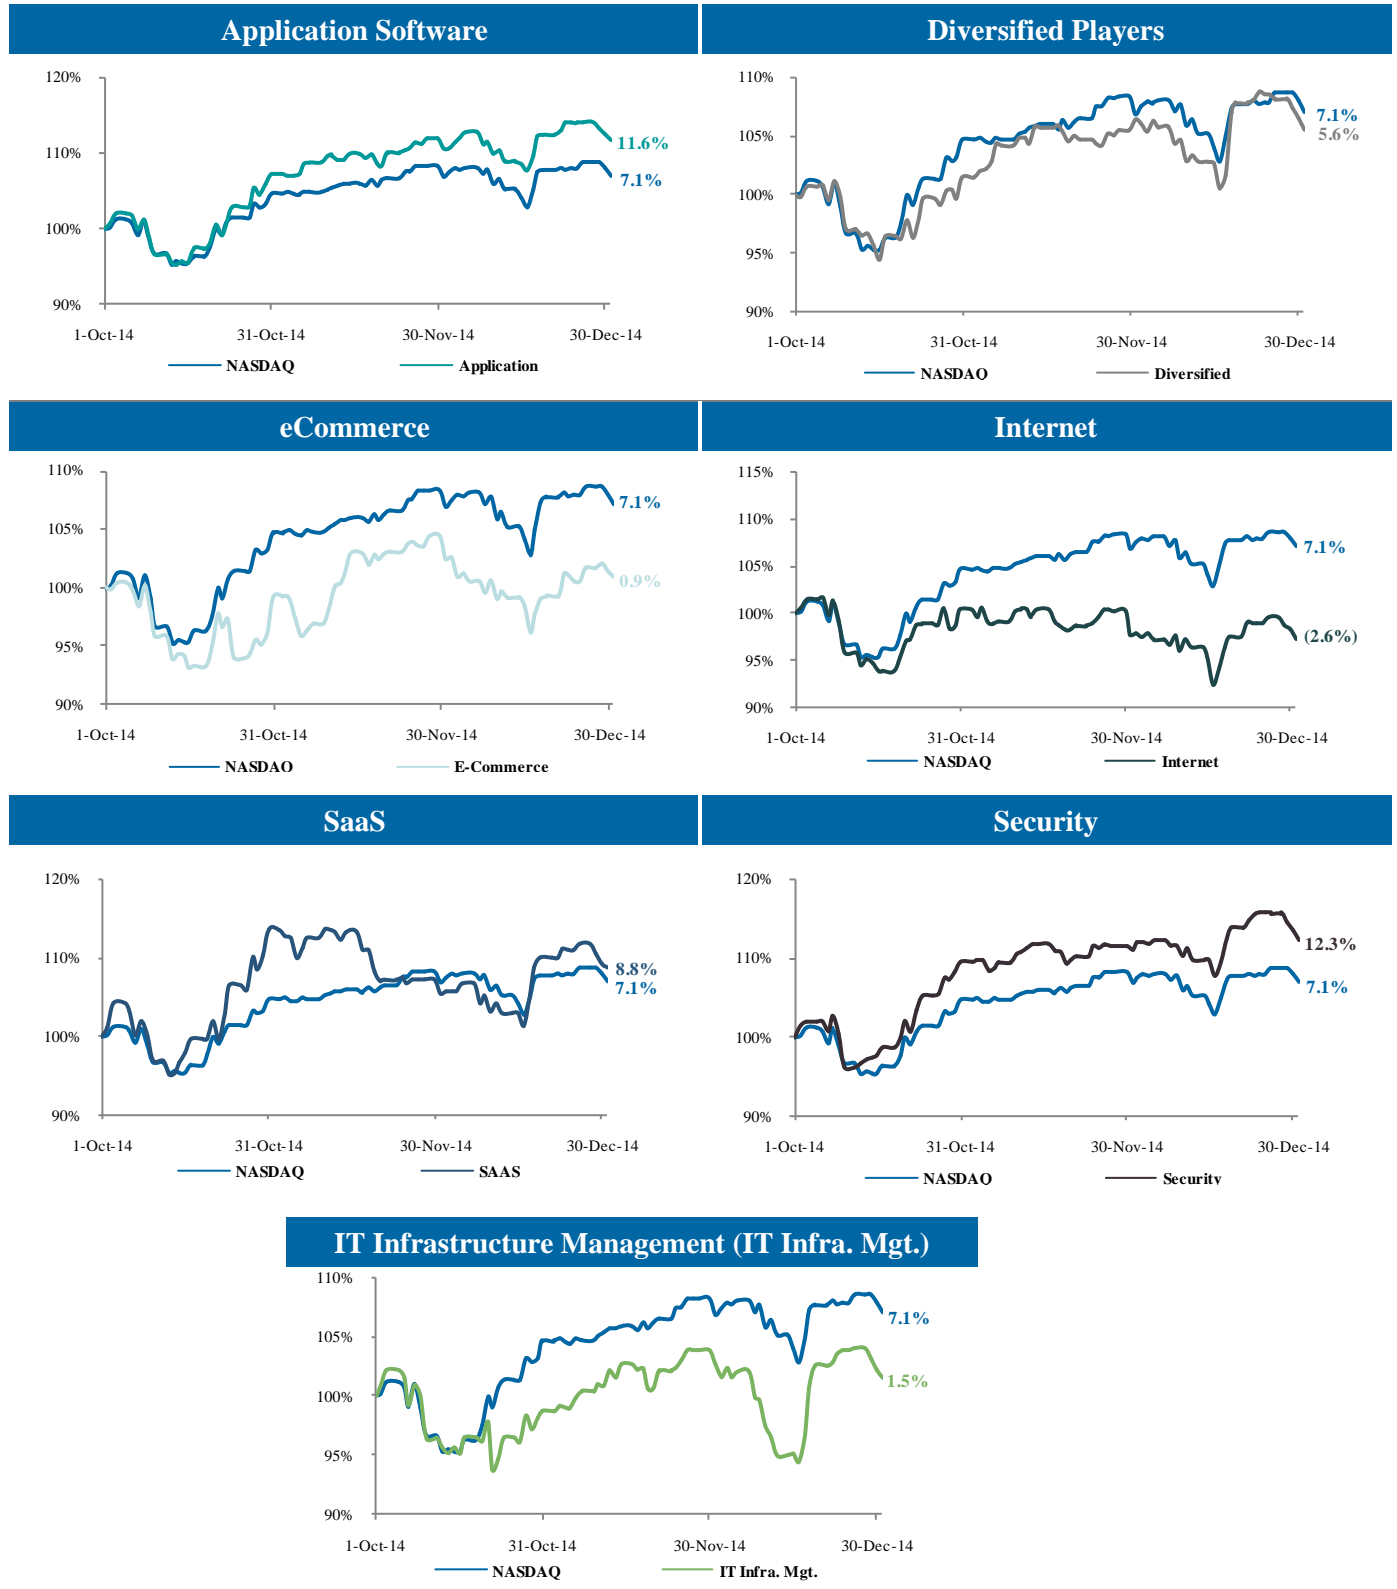 Application Software
120%
110%
100%
90%
11.6%
7.1%
1-Oct-14 31-Oct-14 30-Nov-14 30-Dec-14
NASDAQ Application
Diversified Players
110%
105%
100%
95%
90%
7.1%
5.6%
1-Oct-14 31-Oct-14 30-Nov-14 30-Dec-14
NASDAQ Diversified
eCommerce
110%
105%
100%
95%
90%
7.1%
0.9%
1-Oct-14 31-Oct-14 30-Nov-14 30-Dec-14
NASDAQ E-Commerce
Internet
115%
110%
105%
100%
95%
90%
7.1%
(2.6%)
1-Oct-14 31-Oct-14 30-Nov-14 30-Dec-14
NASDAQ Internet
SaaS
120%
110%
100%
90%
8.8%
7.1%
1-Oct-14 31-Oct-14 30-Nov-14 30-Dec-14
NASDAQ SAAS
Security
120%
110%
100%
90%
12.3%
7.1%
1-Oct-14 31-Oct-14 30-Nov-14 30-Dec-14
NASDAQ Security
IT Infrastructure Management (IT Infra. Mgt.)
110%
105%
100%
95%
90%
7.1%
1.5%
1-Oct-14 31-Oct-14 30-Nov-14 30-Dec-14
NASDAQ IT Infra. Mgt.